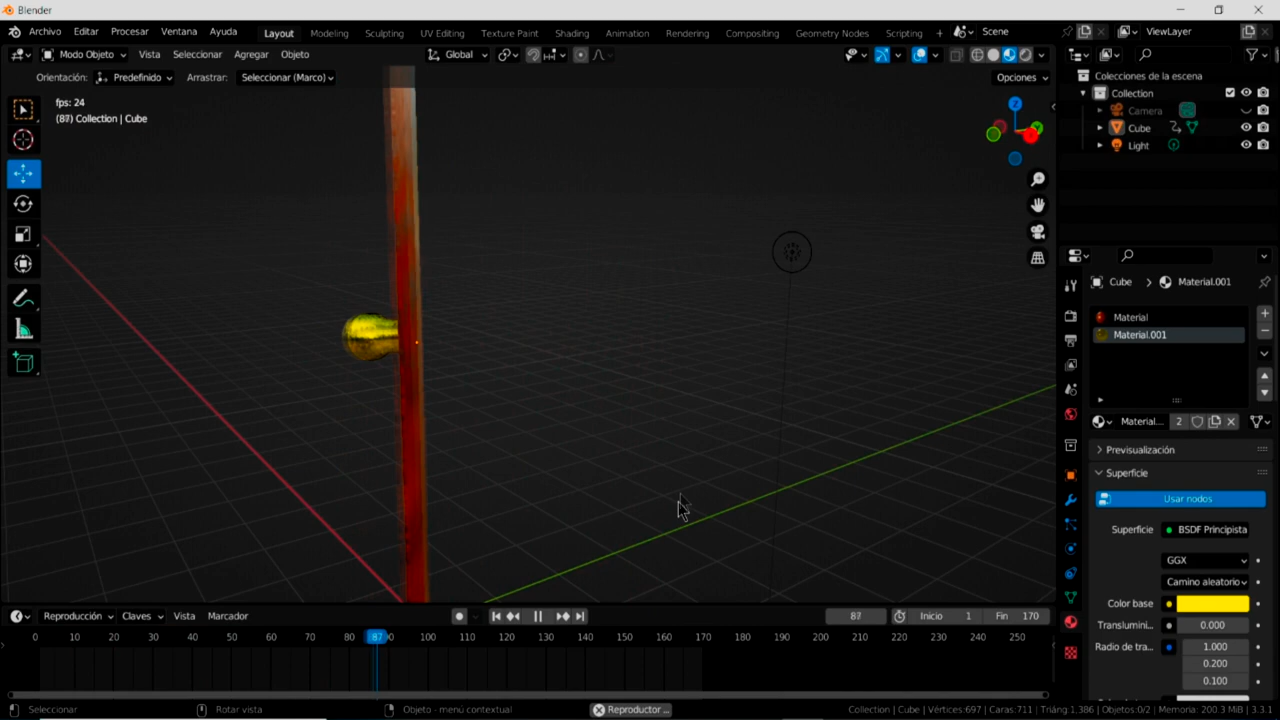 Blender
Archivo Editar Procesar Ventana Ayuda Layout Modeling Sculpting UV Editing Texture Paint Shading Animation Rendering Compositing Geometry Nodes Scripting + Scene ViewLayer
Modo Objeto Vista Seleccionar Agregar Objeto Global
Orientación: Predefinido Arrastrar: Seleccionar (Marco) Opciones
fps: 24
(87) Collection | Cube
Z
Y
Colecciones de la escena
Collection
Camera
Cube
Light
Cube > Material.001
Material
Material.001
Material... 2
Previsualización
Superficie
Usar nodos
Superficie BSDF Principista
GGX
Camino aleatorio
Color base
Translumini... 0.000
Radio de tra... 1.000
0.200
0.100
Reproducción Claves Vista Marcador 87 Inicio 1 Fin 170
0 10 20 30 40 50 60 70 80 87 90 100 110 120 130 140 150 160 170 180 190 200 210 220 230 240 250
Seleccionar Rotar vista Objeto - menú contextual Reproductor ... Collection | Cube | Vértices:697 | Caras:711 | Triáng:1,386 | Objetos:0/2 | Memoria: 200.3 MiB | 3.3.1